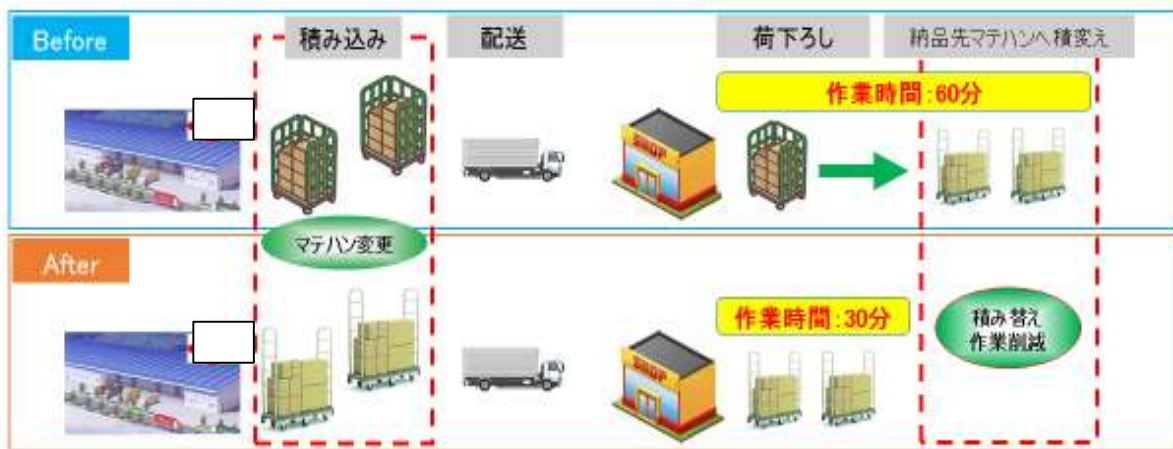 Before
積み込み
配送
荷下ろし
納品先マテハンへ積変え
作業時間:60分
SHOP
マテハン変更
After
作業時間:30分
SHOP
積み替え
作業削減